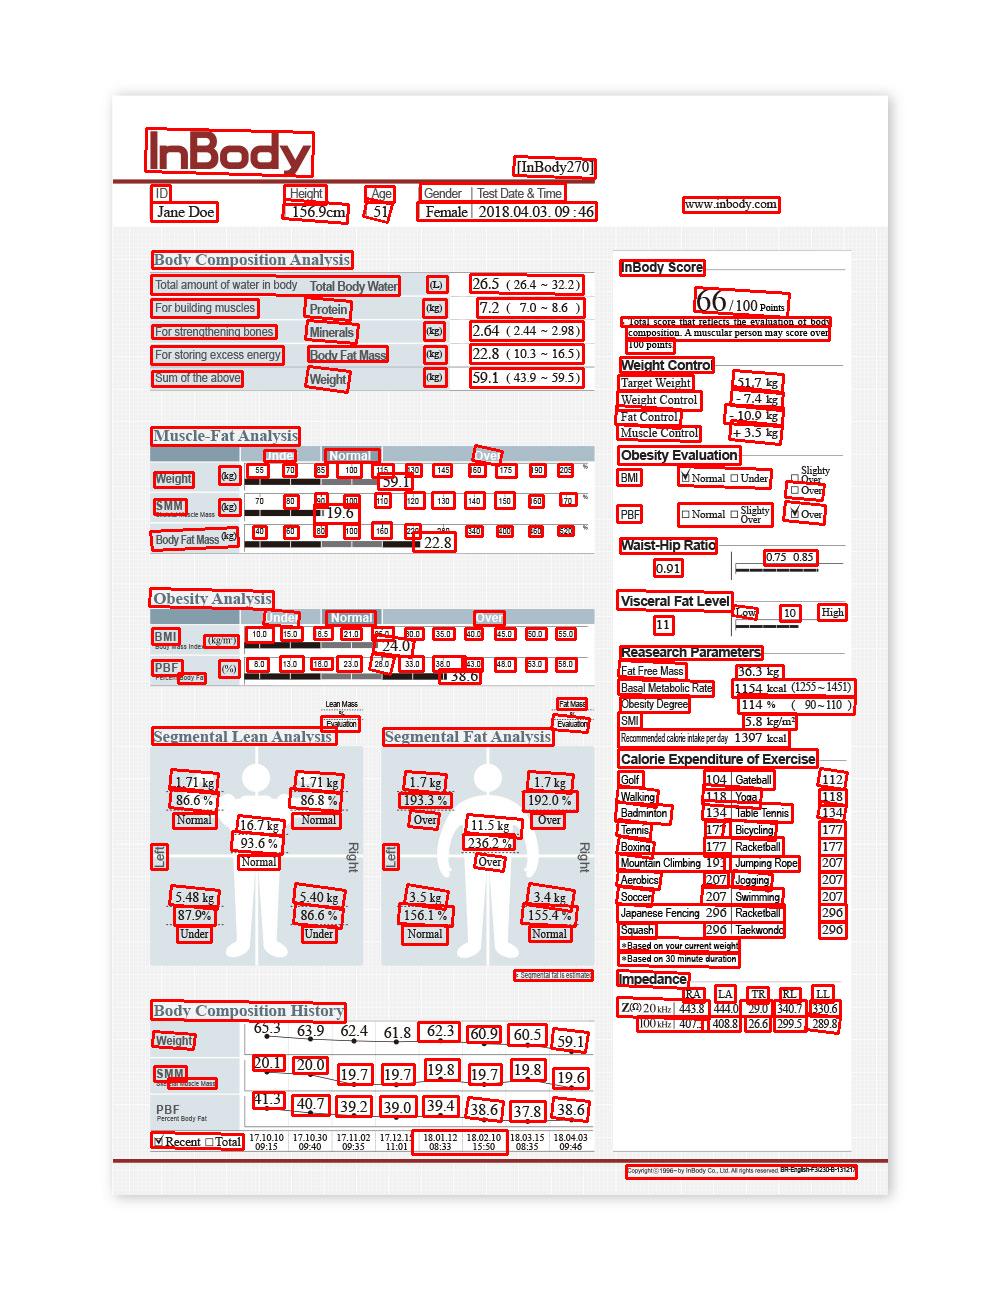 InBody
[InBody270]
ID Height Age Gender Test Date & Time
Jane Doe 156.9cm 51 Female 2018.04.03. 09:46
www.inbody.com
Body Composition Analysis
Total amount of water in body Total Body Water (L) 26.5 ( 26.4 ~ 32.2)
For building muscles Protein (kg) 7.2 ( 7.0 ~ 8.6 )
For strengthening bones Minerals (kg) 2.64 ( 2.44 ~ 2.98)
For storing excess energy Body Fat Mass (kg) 22.8 ( 10.3 ~ 16.5)
Sum of the above Weight (kg) 59.1 ( 43.9 ~ 59.5)
Muscle-Fat Analysis
Under Normal Over
Weight (kg) 55 70 85 100 115 130 145 160 175 190 205 %
59.1
SMM (kg) 70 80 90 100 110 120 130 140 150 160 170 %
Skeletal Muscle Mass 19.6
Body Fat Mass (kg) 40 60 80 100 160 220 280 340 400 460 520 %
22.8
Obesity Analysis
Under Normal Over
BMI (kg/m²) 10.0 15.0 18.5 21.0 25.0 30.0 35.0 40.0 45.0 50.0 55.0
Body Mass Index 24.0
PBF (%) 8.0 13.0 18.0 23.0 28.0 33.0 38.0 43.0 48.0 53.0 58.0
Percent Body Fat 38.6
Lean Mass
%
Evaluation
Segmental Lean Analysis
1.71 kg 1.71 kg
86.6 % 86.8 %
Normal Normal
16.7 kg
93.6 %
Normal
Left Right
5.48 kg 5.40 kg
87.9% 86.6 %
Under Under
Fat Mass
%
Evaluation
Segmental Fat Analysis
1.7 kg 1.7 kg
193.3 % 192.0 %
Over Over
11.5 kg
236.2 %
Over
Left Right
3.5 kg 3.4 kg
156.1 % 155.4 %
Normal Normal
* Segmental fat is estimated
Body Composition History
Weight 65.3 63.9 62.4 61.8 62.3 60.9 60.5 59.1
SMM 20.1 20.0 19.7 19.7 19.8 19.7 19.8 19.6
Skeletal Muscle Mass
PBF 41.3 40.7 39.2 39.0 39.4 38.6 37.8 38.6
Percent Body Fat
Recent Total 17.10.10 17.10.30 17.11.02 17.12.15 18.01.12 18.02.10 18.03.15 18.04.03
09:15 09:40 09:35 11:01 08:33 15:50 08:35 09:46
InBody Score
66 /100 Points
Total score that reflects the evaluation of body
composition. A muscular person may score over
100 points
Weight Control
Target Weight 51.7 kg
Weight Control - 7.4 kg
Fat Control - 10.9 kg
Muscle Control + 3.5 kg
Obesity Evaluation
BMI Normal Under Slighty Over
Over
PBF Normal Slighty Over Over
Waist-Hip Ratio
0.91 0.75 0.85
Visceral Fat Level
11 Low 10 High
Reasearch Parameters
Fat Free Mass 36.3 kg
Basal Metabolic Rate 1154 kcal (1255~1451)
Obesity Degree 114 % ( 90~110 )
SMI 5.8 kg/m²
Recommended calorie intake per day 1397 kcal
Calorie Expenditure of Exercise
Golf 104 Gateball 112
Walking 118 Yoga 118
Badminton 134 Table Tennis 134
Tennis 177 Bicycling 177
Boxing 177 Racketball 177
Mountain Climbing 193 Jumping Rope 207
Aerobics 207 Jogging 207
Soccer 207 Swimming 207
Japanese Fencing 296 Racketball 296
Squash 296 Taekwondo 296
*Based on your current weight
*Based on 30 minute duration
Impedance
RA LA TR RL LL
Z(Ω) 20 kHz 443.8 444.0 29.0 340.7 330.6
100 kHz 407. 408.8 26.6 299.5 289.8
Copyright©1996~by InBody Co., Ltd. All rights reserved.